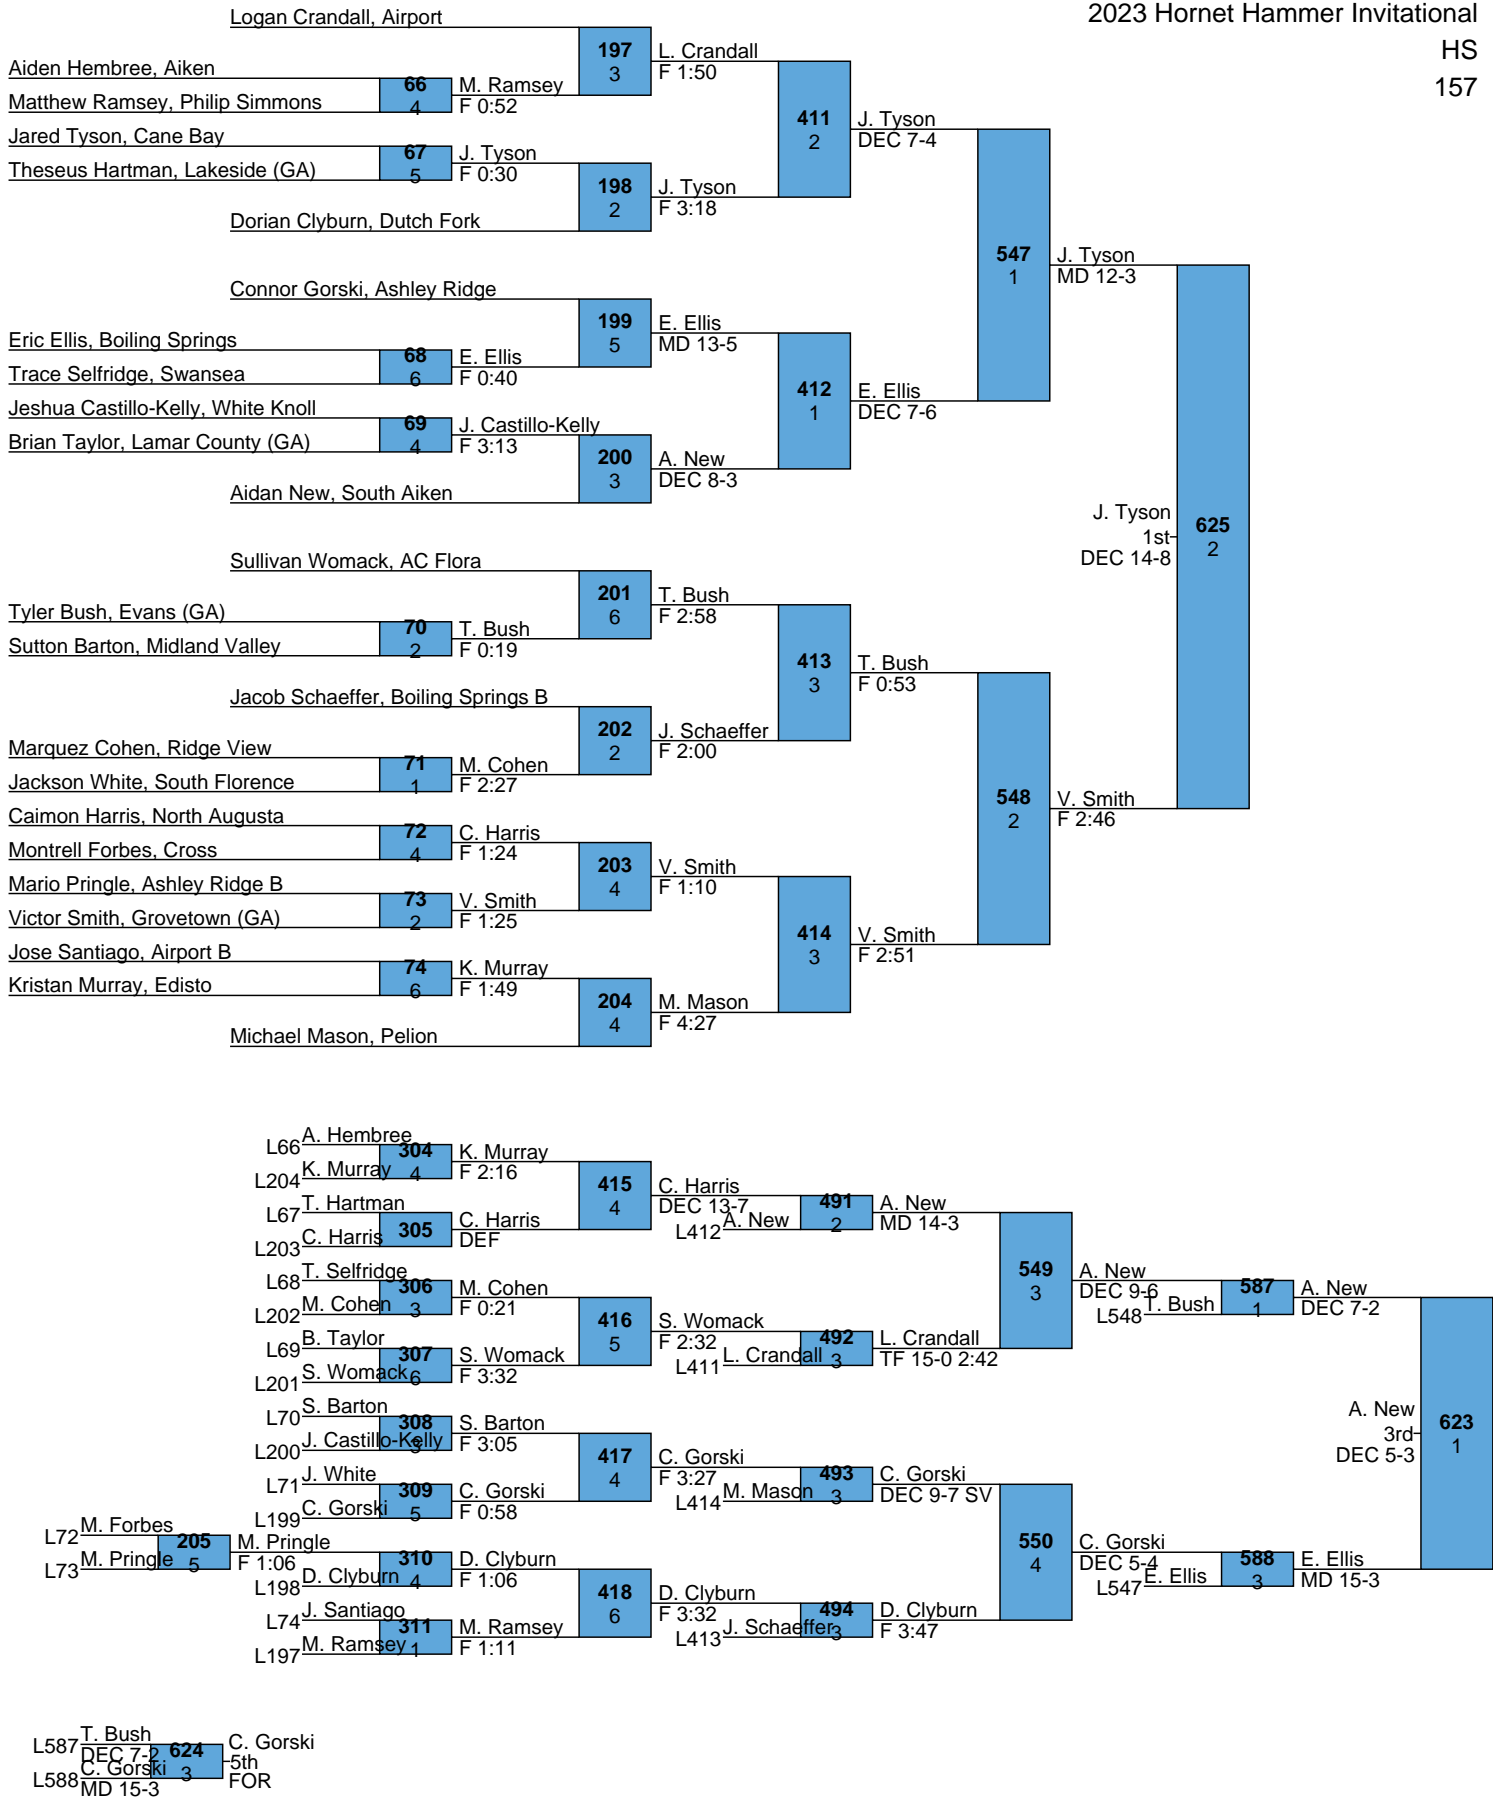 2023 Hornet Hammer Invitational
HS
157
Logan Crandall, Airport
197
3
L. Crandall
F 1:50
Aiden Hembree, Aiken
Matthew Ramsey, Philip Simmons
66
4
M. Ramsey
F 0:52
411
2
J. Tyson
DEC 7-4
Jared Tyson, Cane Bay
Theseus Hartman, Lakeside (GA)
67
5
J. Tyson
F 0:30
198
2
J. Tyson
F 3:18
Dorian Clyburn, Dutch Fork
547
1
J. Tyson
MD 12-3
Connor Gorski, Ashley Ridge
199
5
E. Ellis
MD 13-5
Eric Ellis, Boiling Springs
Trace Selfridge, Swansea
68
6
E. Ellis
F 0:40
412
1
E. Ellis
DEC 7-6
Jeshua Castillo-Kelly, White Knoll
Brian Taylor, Lamar County (GA)
69
4
J. Castillo-Kelly
F 3:13
200
3
A. New
DEC 8-3
Aidan New, South Aiken
J. Tyson
1st
DEC 14-8
625
2
Sullivan Womack, AC Flora
201
6
T. Bush
F 2:58
Tyler Bush, Evans (GA)
Sutton Barton, Midland Valley
70
2
T. Bush
F 0:19
413
3
T. Bush
F 0:53
Jacob Schaeffer, Boiling Springs B
202
2
J. Schaeffer
F 2:00
Marquez Cohen, Ridge View
Jackson White, South Florence
71
1
M. Cohen
F 2:27
548
2
V. Smith
F 2:46
Caimon Harris, North Augusta
Montrell Forbes, Cross
72
4
C. Harris
F 1:24
203
4
V. Smith
F 1:10
Mario Pringle, Ashley Ridge B
Victor Smith, Grovetown (GA)
73
2
V. Smith
F 1:25
414
3
V. Smith
F 2:51
Jose Santiago, Airport B
Kristan Murray, Edisto
74
6
K. Murray
F 1:49
204
4
M. Mason
F 4:27
Michael Mason, Pelion
L66 A. Hembree
L204 K. Murray
304
4
K. Murray
F 2:16
415
4
C. Harris
DEC 13-7
L67 T. Hartman
L203 C. Harris
305
C. Harris
DEF
L412 A. New
491
2
A. New
MD 14-3
L68 T. Selfridge
L202 M. Cohen
306
3
M. Cohen
F 0:21
549
3
A. New
DEC 9-6
L548 T. Bush
587
1
A. New
DEC 7-2
416
5
S. Womack
F 2:32
L69 B. Taylor
L201 S. Womack
307
6
S. Womack
F 3:32
L411 L. Crandall
492
3
L. Crandall
TF 15-0 2:42
L70 S. Barton
L200 J. Castillo-Kelly
308
3
S. Barton
F 3:05
A. New
3rd
DEC 5-3
623
1
417
4
C. Gorski
F 3:27
L71 J. White
L199 C. Gorski
309
5
C. Gorski
F 0:58
L414 M. Mason
493
3
C. Gorski
DEC 9-7 SV
L72 M. Forbes
L73 M. Pringle
205
5
M. Pringle
F 1:06
L198 D. Clyburn
310
4
D. Clyburn
F 1:06
550
4
C. Gorski
DEC 5-4
L547 E. Ellis
588
3
E. Ellis
MD 15-3
418
6
D. Clyburn
F 3:32
L74 J. Santiago
L197 M. Ramsey
311
1
M. Ramsey
F 1:11
L413 J. Schaeffer
494
3
D. Clyburn
F 3:47
L587 T. Bush
DEC 7-2
L588 C. Gorski
MD 15-3
624
3
C. Gorski
5th
FOR